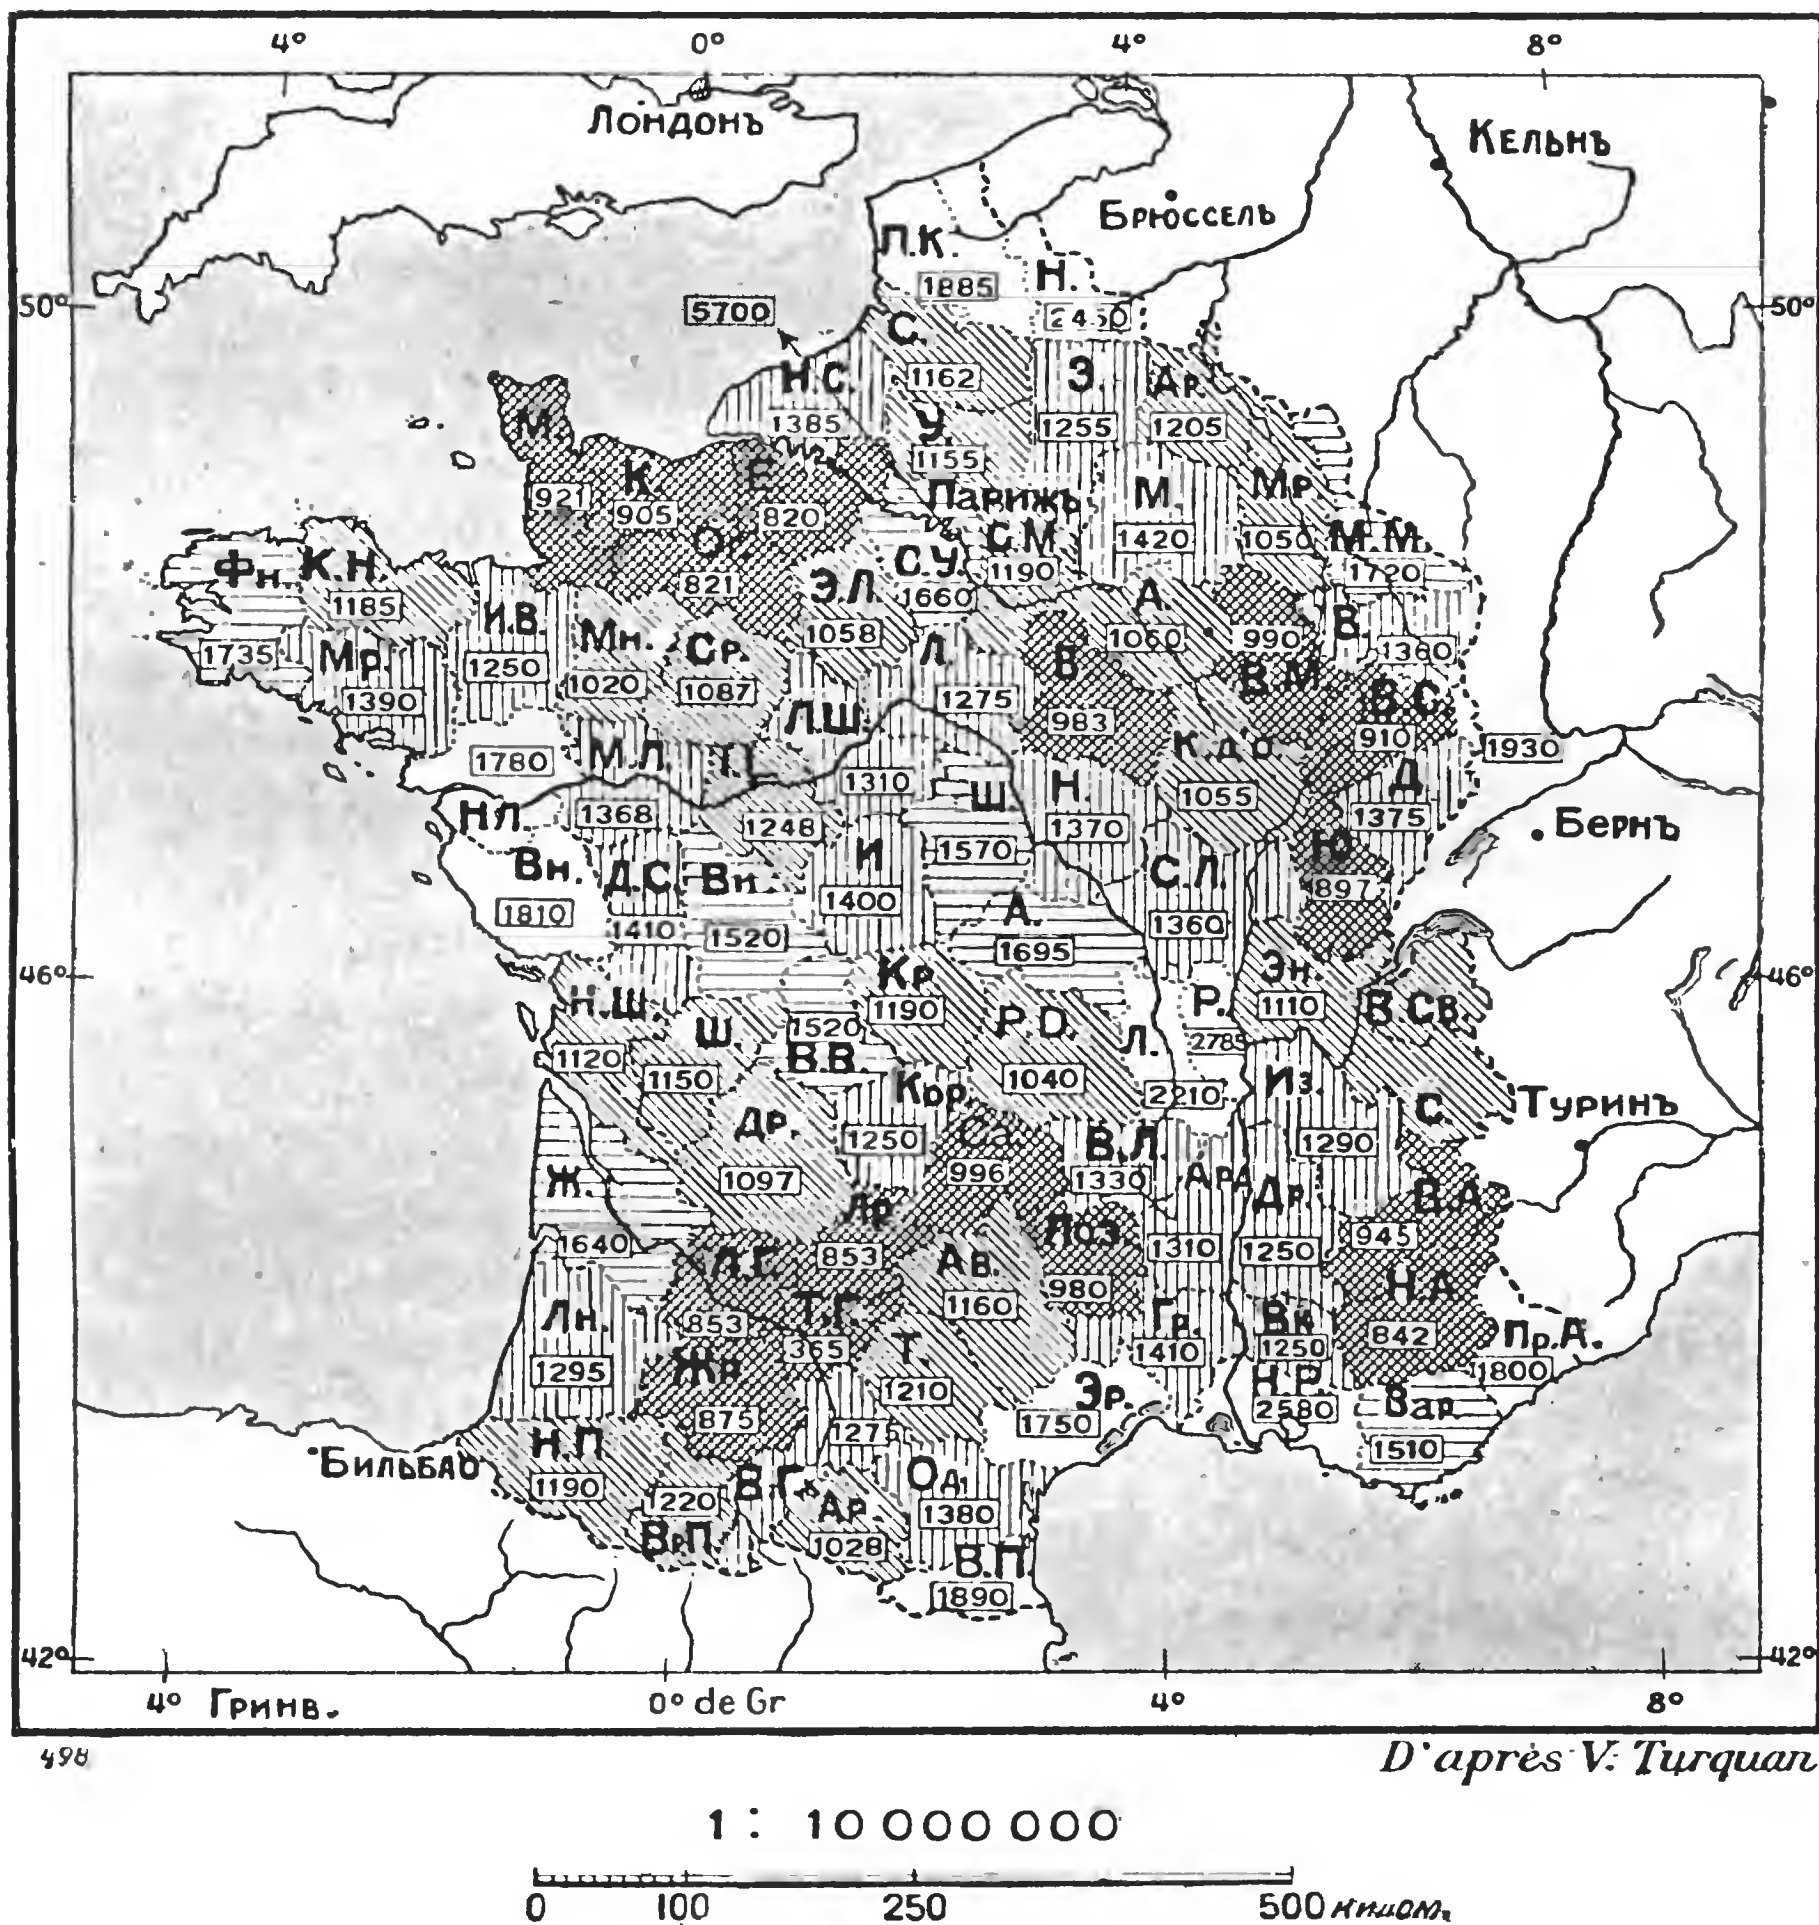 4° 0° 4° 8°
Лондонъ
Кельнъ
Брюссель
П.К.
1885
Н.
50° 50°
5700
С.
1162
Н.С.
1385
Э.
1255
Ар.
1205
У.
1155
М.
921
К.
905
Е
820
О.
821
Парижъ
С.М
1190
М.
1420
Мр.
1050
М.М.
1720
Фн.
1735
К.Н.
1185
И.В.
1250
Мр.
1390
Мн.
1020
Ср.
1087
Э.Л.
1058
С.У.
1660
Л.
1275
А.
1060
В
983
990
В.М.
В.
1360
В.С.
910
1930
Л.Ш
1310
К.д'О
1055
1780
Н.Л.
М.Л.
1368
Т
1248
Ш
1570
Н.
1370
Д
1375
Бернъ
Ю
897
Вн.
1810
Д.С.
1410
Ви.
1520
И
1400
А.
1695
С.Л.
1360
46° 46°
Н.Ш.
1120
Ш.
1150
1520
В.В.
Кр
1190
P.D.
1040
Л.
2210
Р.
2785
Эн.
1110
В.Св.
С.
Из.
1290
Туринъ
Др.
1097
Кор.
1250
Са.
996
В.Л.
1330
Ард
1310
Др.
1250
В.А
945
Ж.
1640
Лр
853
Л.Г.
853
Ав.
1160
Лоз.
980
Н.А
842
Пр.А.
1800
Лн.
1295
Т.Г.
365
Т.
1210
Гр.
1410
Вк
1250
Жр
875
1275
Эр.
1750
Н.Р.
2580
Вар
1510
Бильбао
Н.П
1190
1220
Вр.П.
В.Г.
Ар
1028
Од.
1380
В.П
1890
42° 42°
4° Гринв. 0° de Gr 4° 8°
498
D'après V. Turquan
1 : 10 000 000
0 100 250 500 килом.